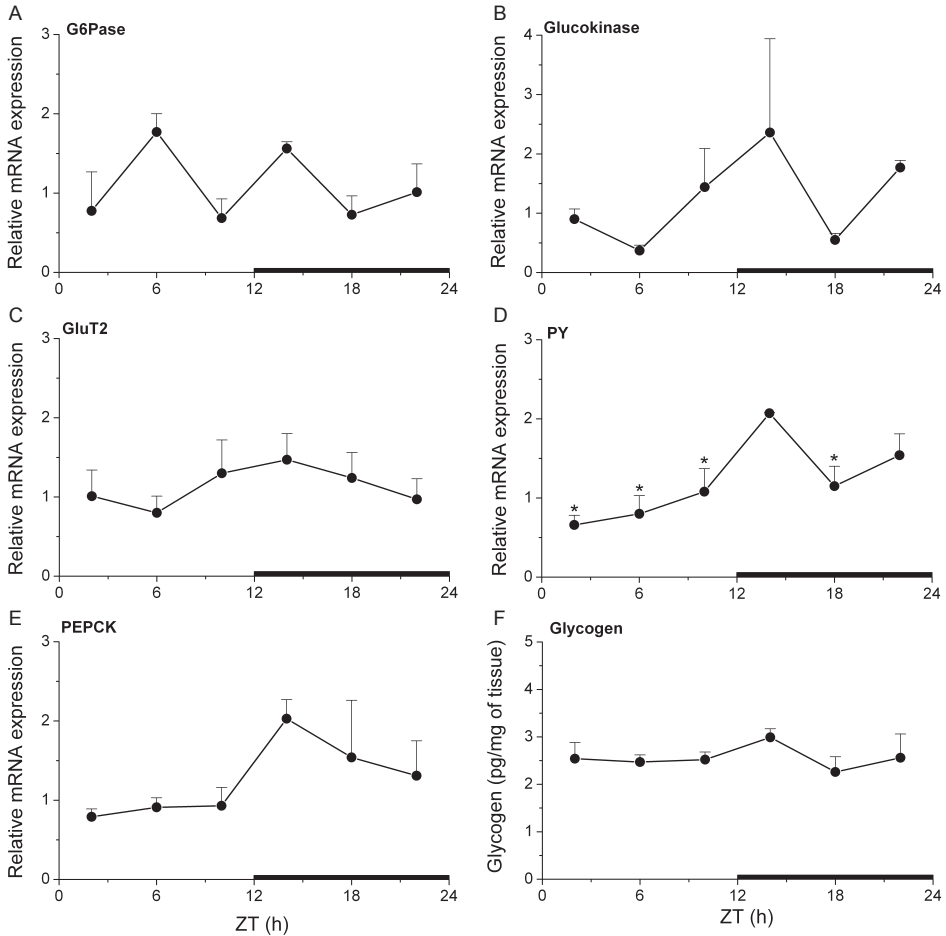 A
G6Pase
Relative mRNA expression
3
2
1
0
0 6 12 18 24
B
Glucokinase
Relative mRNA expression
4
3
2
1
0
0 6 12 18 24
C
GluT2
Relative mRNA expression
3
2
1
0
0 6 12 18 24
D
PY
Relative mRNA expression
3
2
1
0
* * * *
0 6 12 18 24
E
PEPCK
Relative mRNA expression
3
2
1
0
0 6 12 18 24
ZT (h)
F
Glycogen
Glycogen (pg/mg of tissue)
5
4
3
2
1
0
0 6 12 18 24
ZT (h)